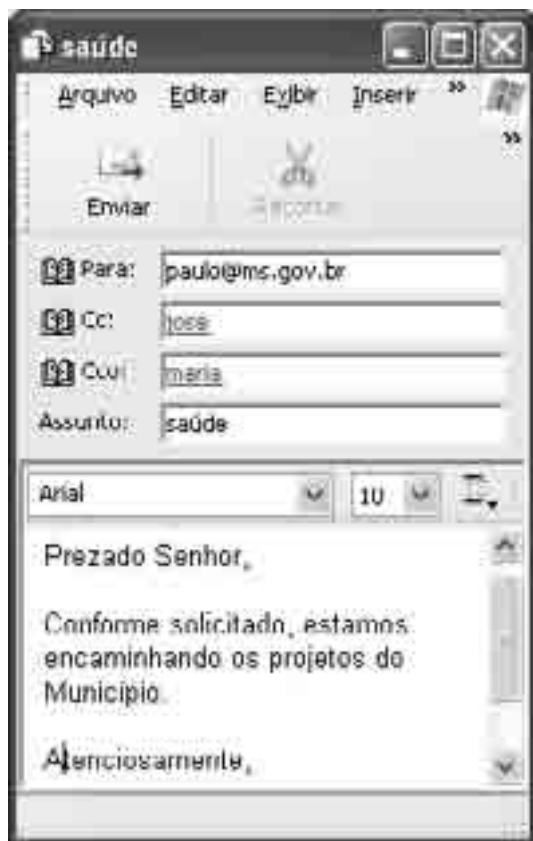 saúde
Arquivo Editar Exibir Inserir »
»
Enviar Recortar
Para: paulo@ms.gov.br
Cc: jose
Cco: maria
Assunto: saúde
Arial 10
Prezado Senhor,
Conforme solicitado, estamos
encaminhando os projetos do
Município.
Atenciosamente,